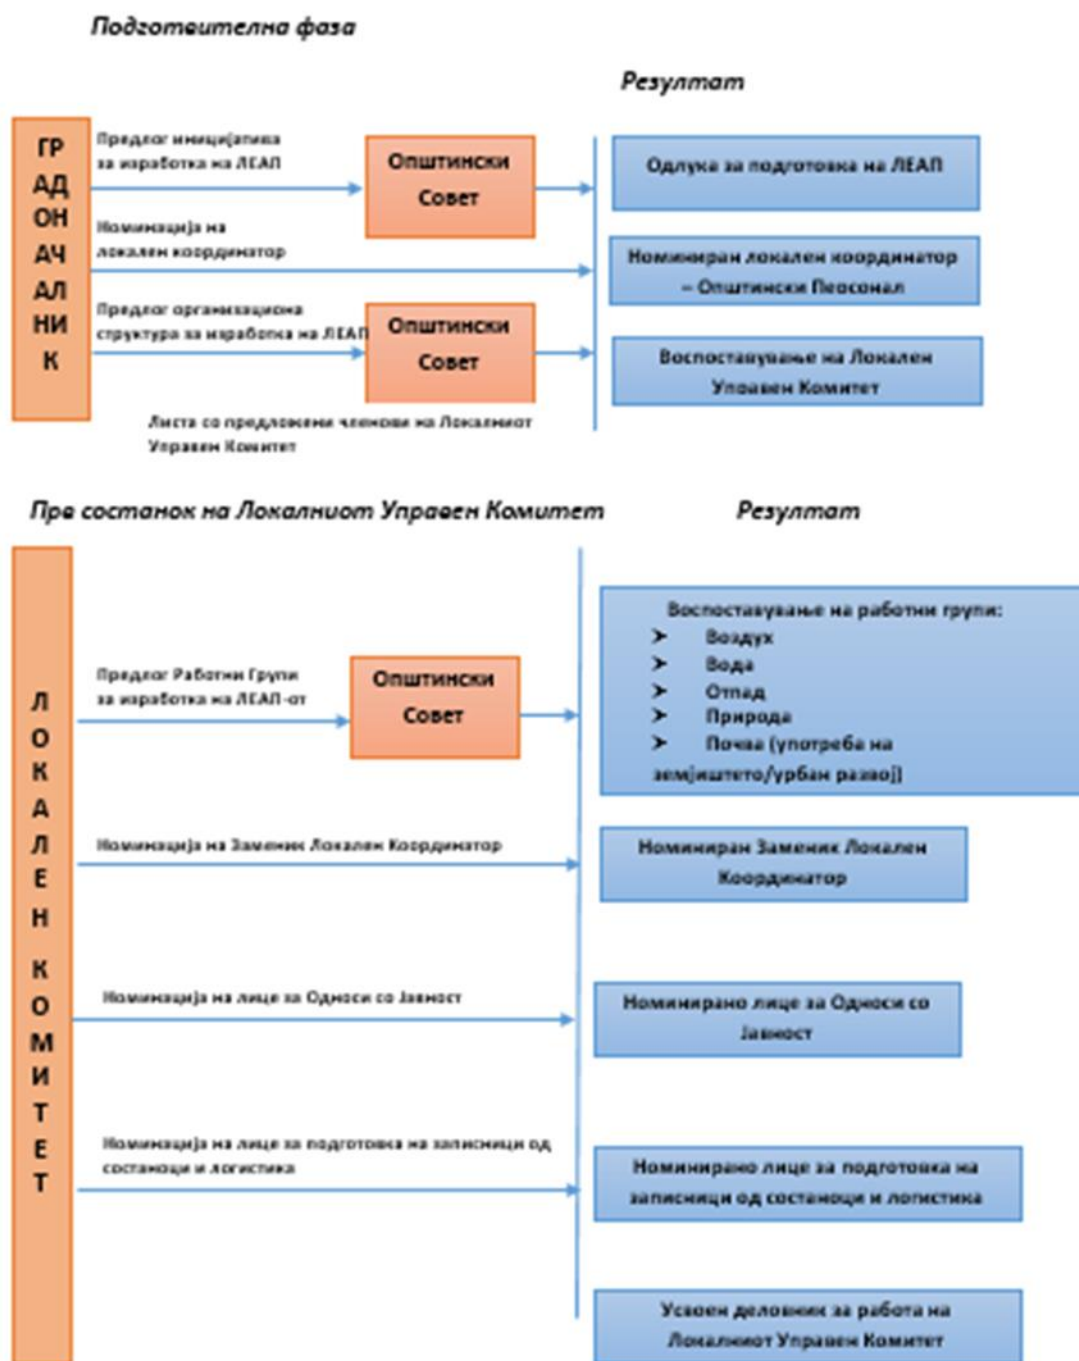 Подготвителна фаза
Резултат
ГР
АД
ОН
АЧ
АЛ
НИ
К
Предлог иницијатива
за изработка на ЛЕАП
Општински
Совет
Одлука за подготовка на ЛЕАП
Номинација на
локален координатор
Номиниран локален координатор
– Општински Пеосонал
Предлог организациона
структура за изработка на ЛЕАП
Општински
Совет
Воспоставување на Локален
Упоавен Комитет
Листа со предложени членови на Локалниот
Управен Комитет
Прв состанок на Локалниот Управен Комитет
Резултат
Л
О
К
А
Л
Е
Н
К
О
М
И
Т
Е
Т
Предлог Работни Групи
за изработка на ЛЕАП-от
Општински
Совет
Воспоставување на работни групи:
➤ Воздух
➤ Вода
➤ Отпад
➤ Природа
➤ Почва (употреба на
земјиштето/урбан развој)
Номинација на Заменик Локален Координатор
Номиниран Заменик Локален
Координатор
Номинација на лице за Односи со Јавност
Номинирано лице за Односи со
Јавност
Номинација на лице за подготовка на записници од
состаноци и логистика
Номинирано лице за подготовка на
записници од состаноци и логистика
Усвоен деловник за работа на
Локалниот Управен Комитет